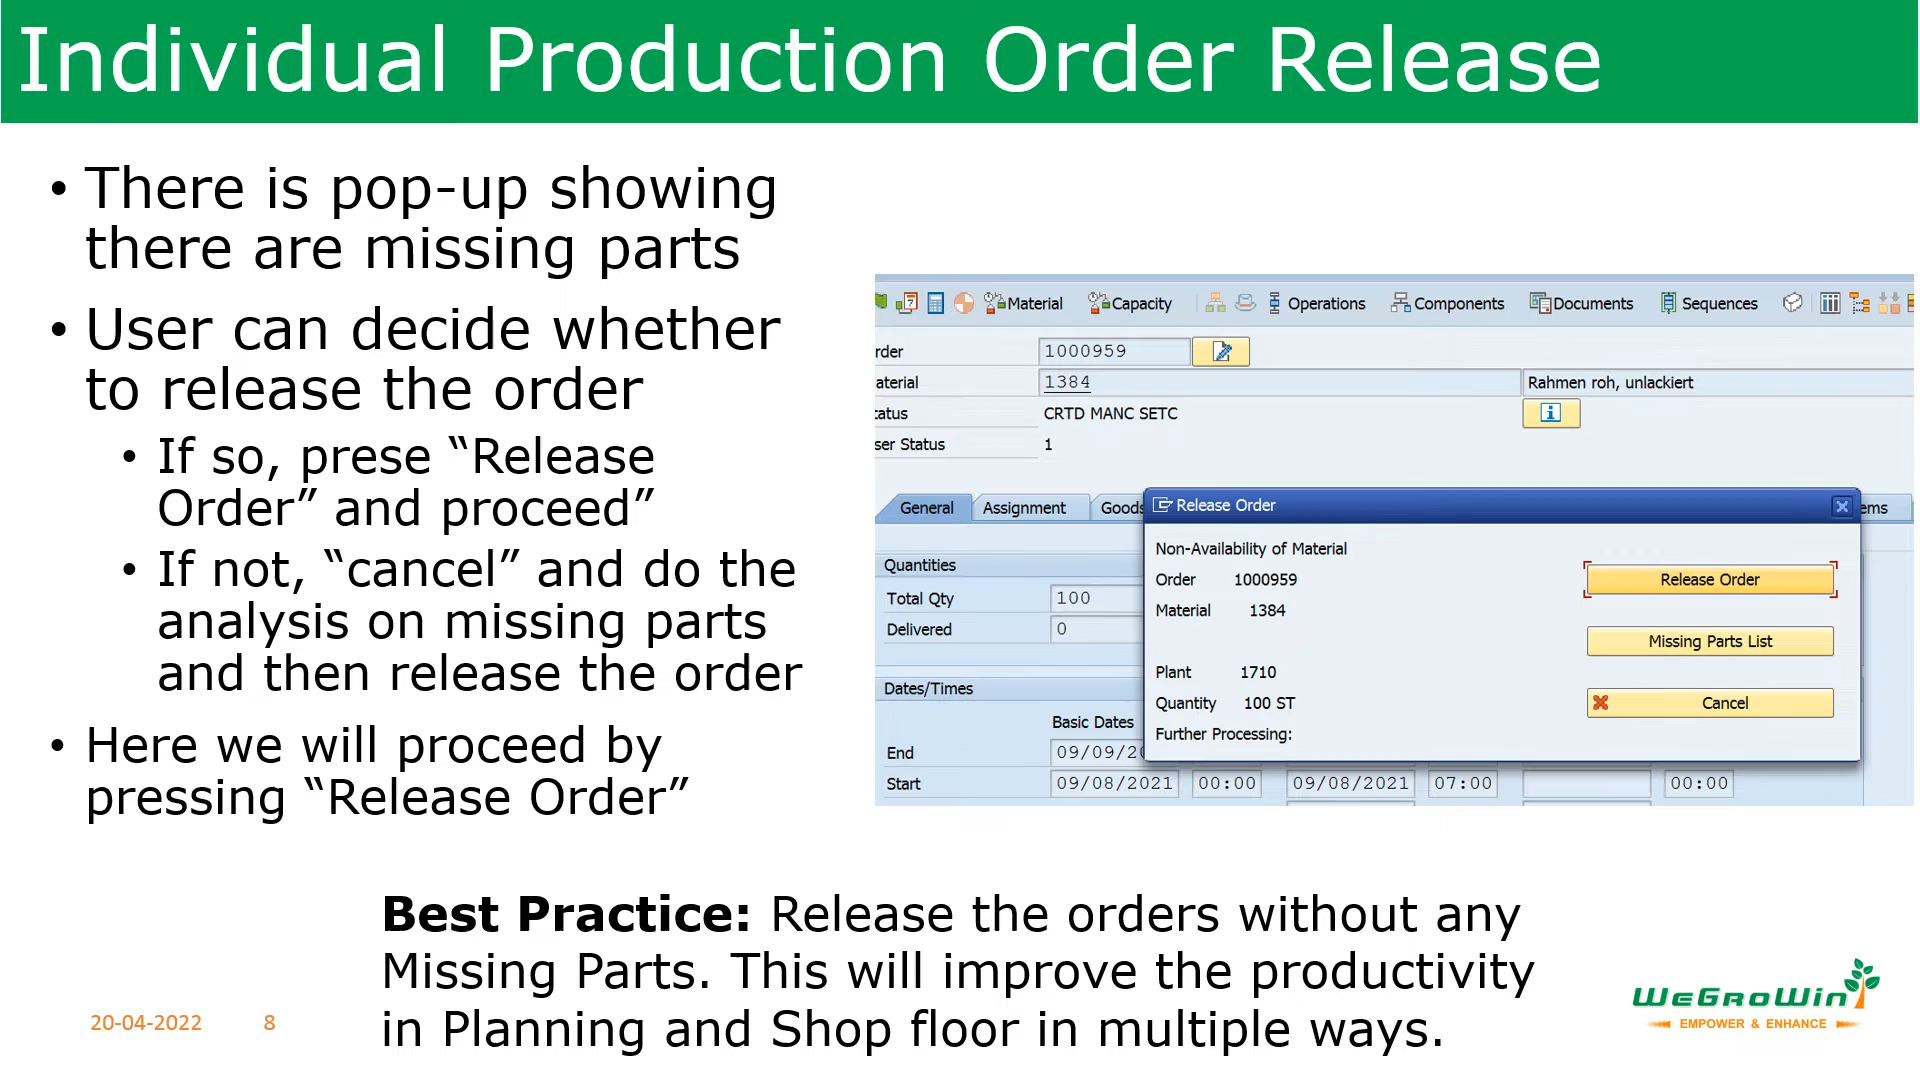 Individual Production Order Release
• There is pop-up showing
there are missing parts
• User can decide whether
to release the order
• If so, prese “Release
Order” and proceed”
• If not, “cancel” and do the
analysis on missing parts
and then release the order
• Here we will proceed by
pressing “Release Order”
Material Capacity Operations Components Documents Sequences
rder 1000959
aterial 1384 Rahmen roh, unlackiert
tatus CRTD MANC SETC
ser Status 1
General Assignment Goods ems
Release Order
Non-Availability of Material
Order 1000959
Material 1384
Plant 1710
Quantity 100 ST
Further Processing:
Release Order
Missing Parts List
Cancel
Quantities
Total Qty 100
Delivered 0
Dates/Times
Basic Dates
End 09/09/20
Start 09/08/2021 00:00 09/08/2021 07:00 00:00
Best Practice: Release the orders without any
Missing Parts. This will improve the productivity
in Planning and Shop floor in multiple ways.
20-04-2022 8
WeGroWin
EMPOWER & ENHANCE